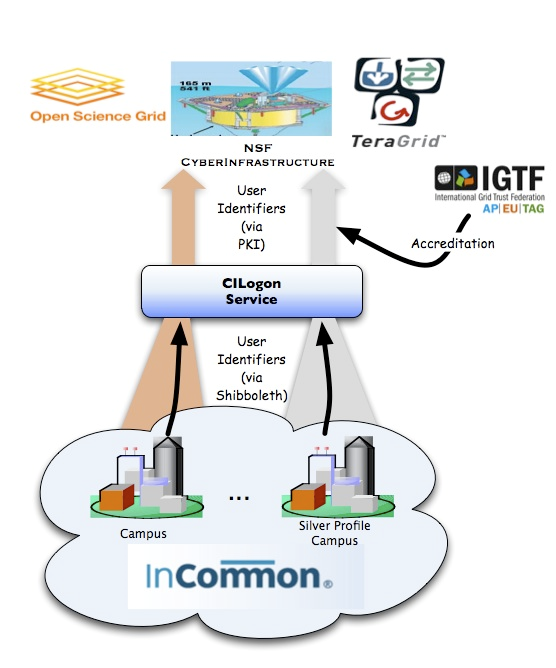 165 m
541 ft
Open Science Grid
TeraGrid™
NSF
CyberInfrastructure
IGTF
International Grid Trust Federation
AP|EU|TAG
User
Identifiers
(via
PKI)
Accreditation
CILogon
Service
User
Identifiers
(via
Shibboleth)
...
Campus
Silver Profile
Campus
InCommon®